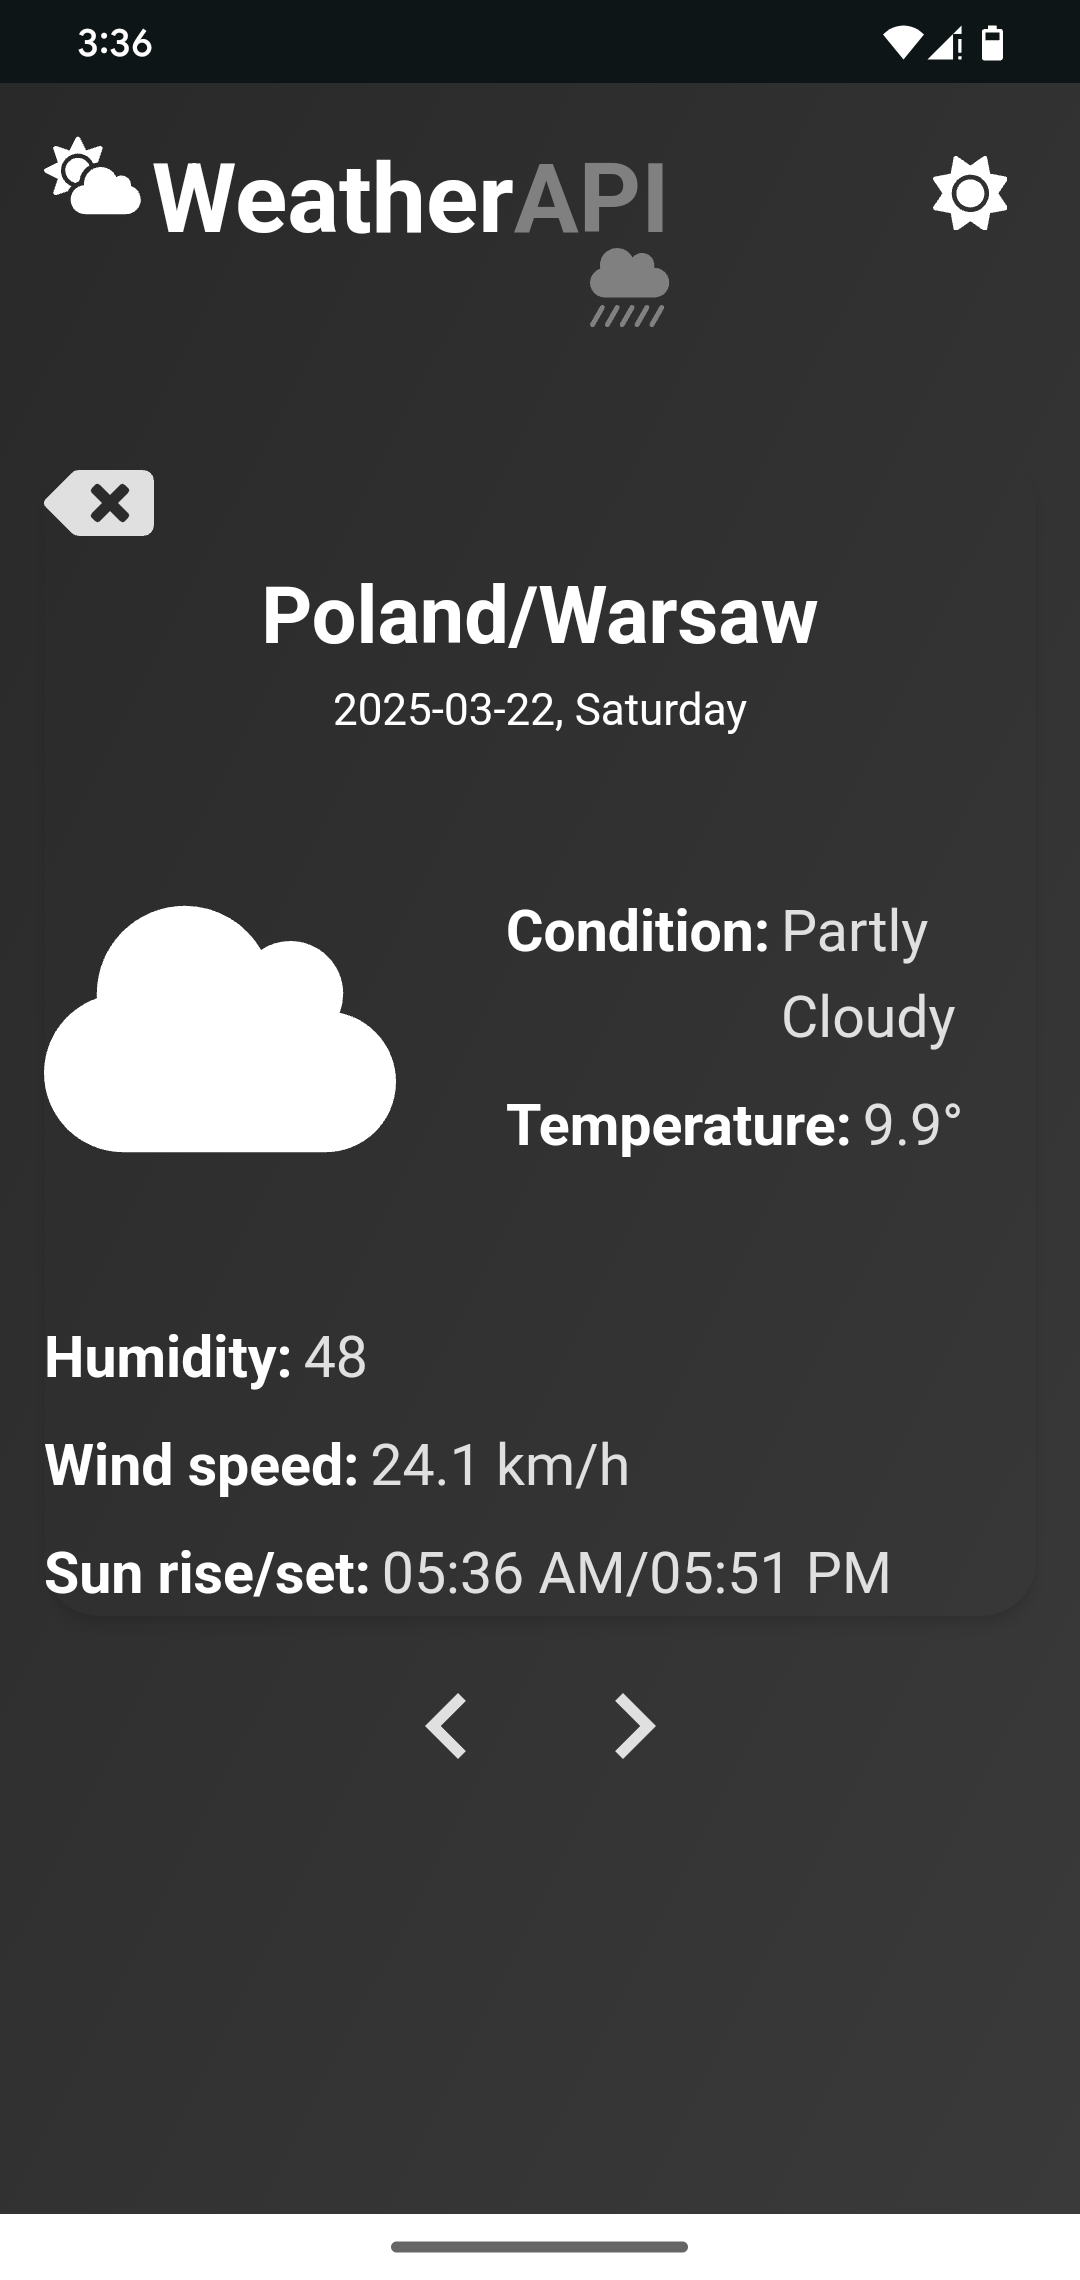 3:36
WeatherAPI
Poland/Warsaw
2025-03-22, Saturday
Condition: Partly
Cloudy
Temperature: 9.9°
Humidity: 48
Wind speed: 24.1 km/h
Sun rise/set: 05:36 AM/05:51 PM